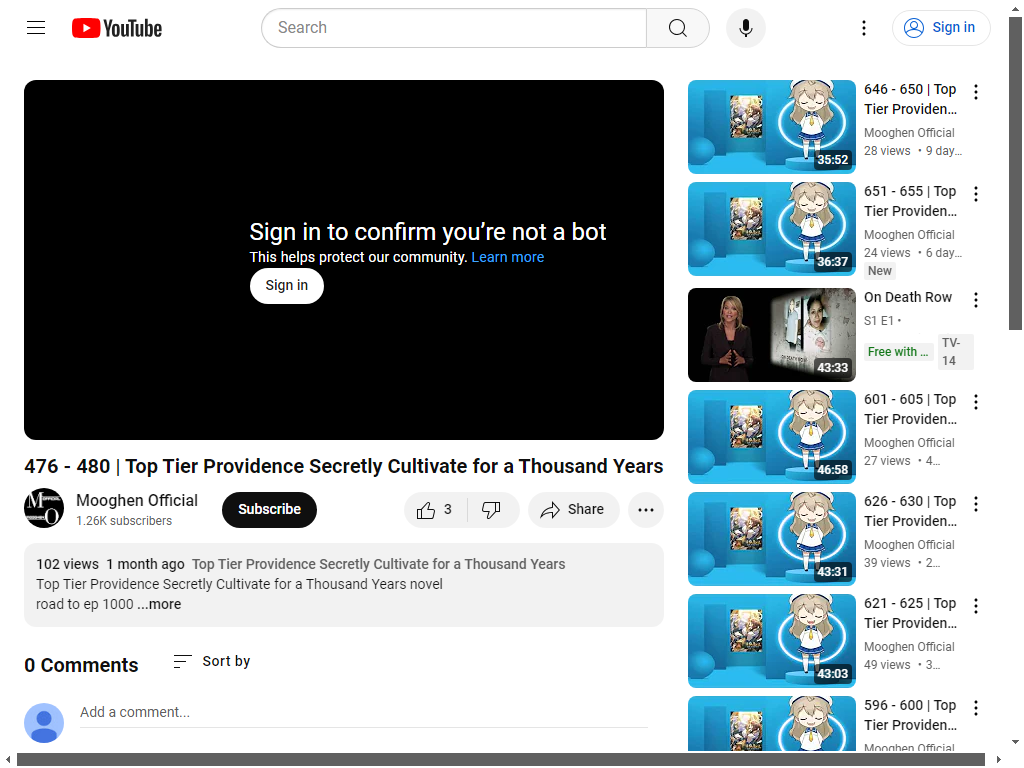 YouTube
Search
Sign in
Sign in to confirm you’re not a bot
This helps protect our community. Learn more
Sign in
476 - 480 | Top Tier Providence Secretly Cultivate for a Thousand Years
Mooghen Official
1.26K subscribers
Subscribe
3
Share
102 views 1 month ago Top Tier Providence Secretly Cultivate for a Thousand Years
Top Tier Providence Secretly Cultivate for a Thousand Years novel
road to ep 1000 ...more
0 Comments
Sort by
Add a comment...
35:52
646 - 650 | Top
Tier Providen...
Mooghen Official
28 views • 9 day...
36:37
651 - 655 | Top
Tier Providen...
Mooghen Official
24 views • 6 day...
New
43:33
On Death Row
S1 E1 •
Free with ...
TV-
14
46:58
601 - 605 | Top
Tier Providen...
Mooghen Official
27 views • 4...
43:31
626 - 630 | Top
Tier Providen...
Mooghen Official
39 views • 2...
43:03
621 - 625 | Top
Tier Providen...
Mooghen Official
49 views • 3...
596 - 600 | Top
Tier Providen...
Mooghen Official